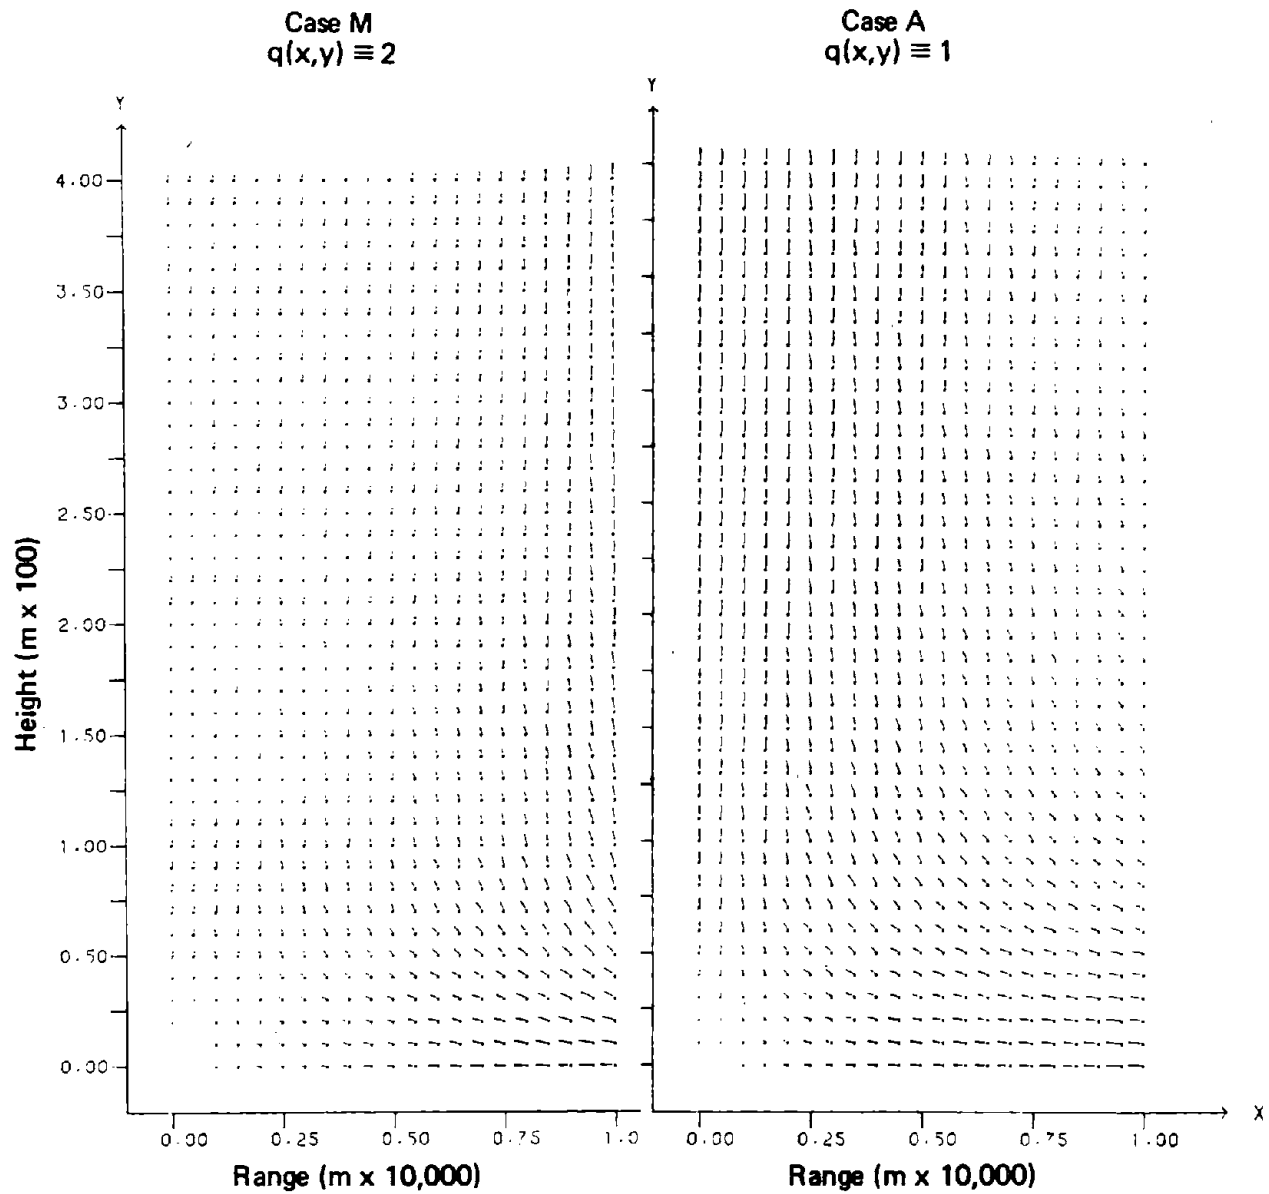 Case M
q(x,y) ≡ 2
Case A
q(x,y) ≡ 1
Y
Y
4.00
3.50
3.00
2.50
2.00
1.50
1.00
0.50
0.00
Height (m x 100)
X
0.00 0.25 0.50 0.75 1.0
0.00 0.25 0.50 0.75 1.00
Range (m x 10,000)
Range (m x 10,000)